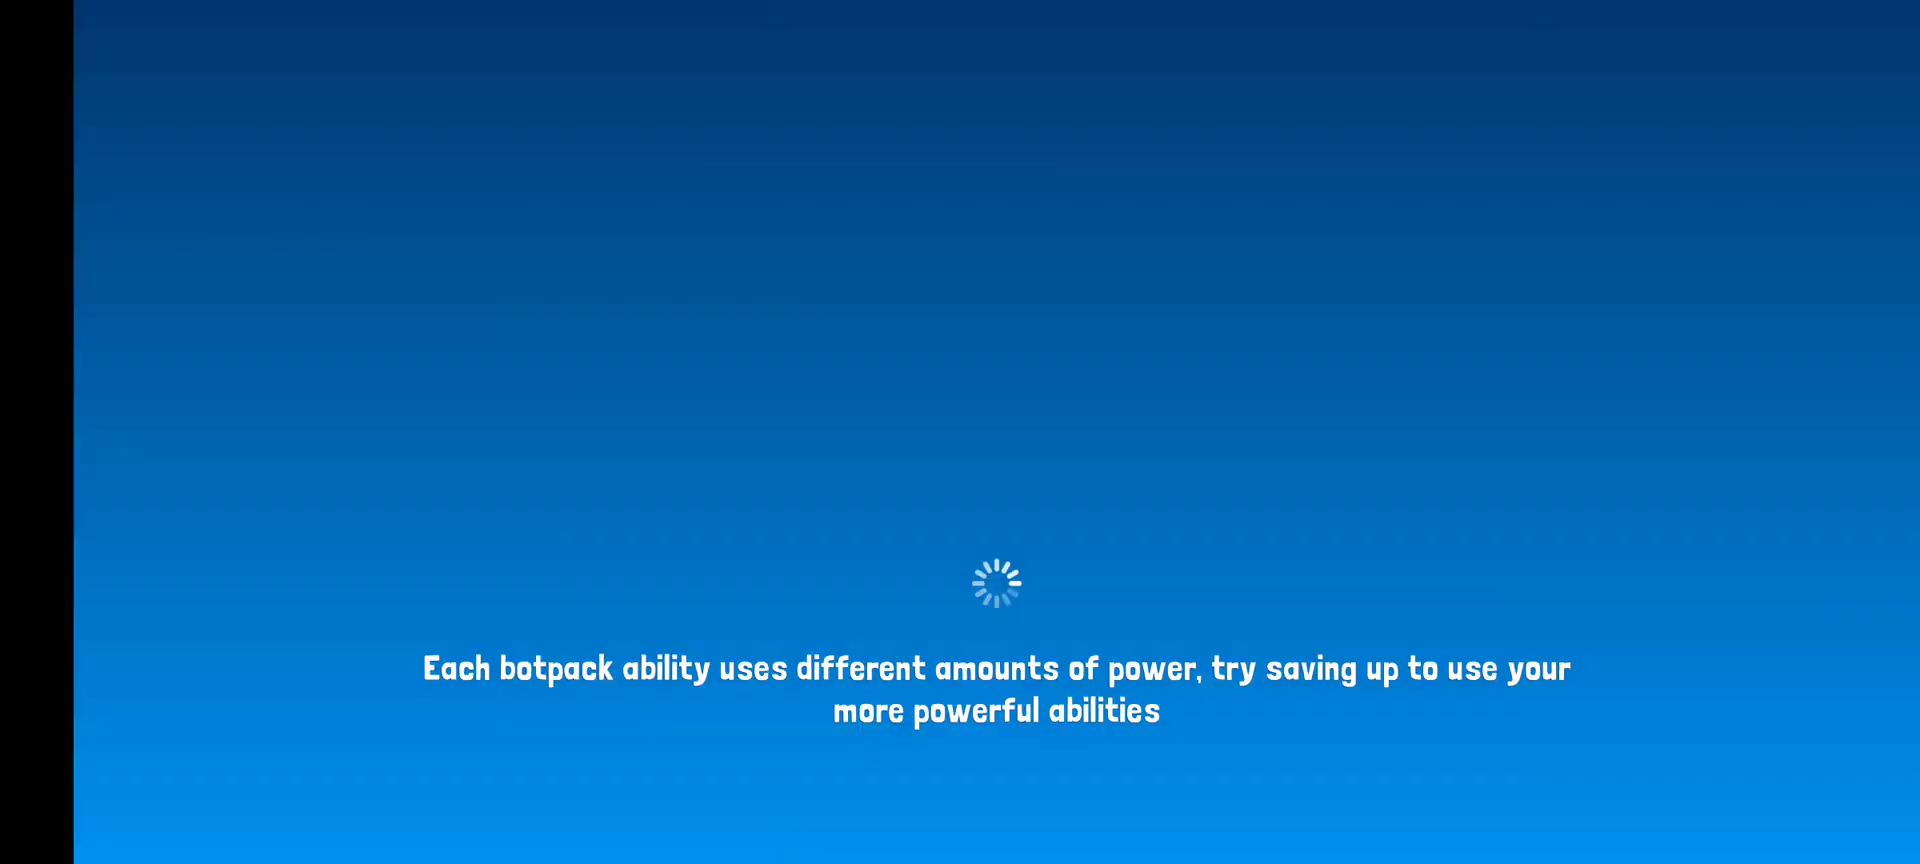 Each botpack ability uses different amounts of power, try saving up to use your
more powerful abilities